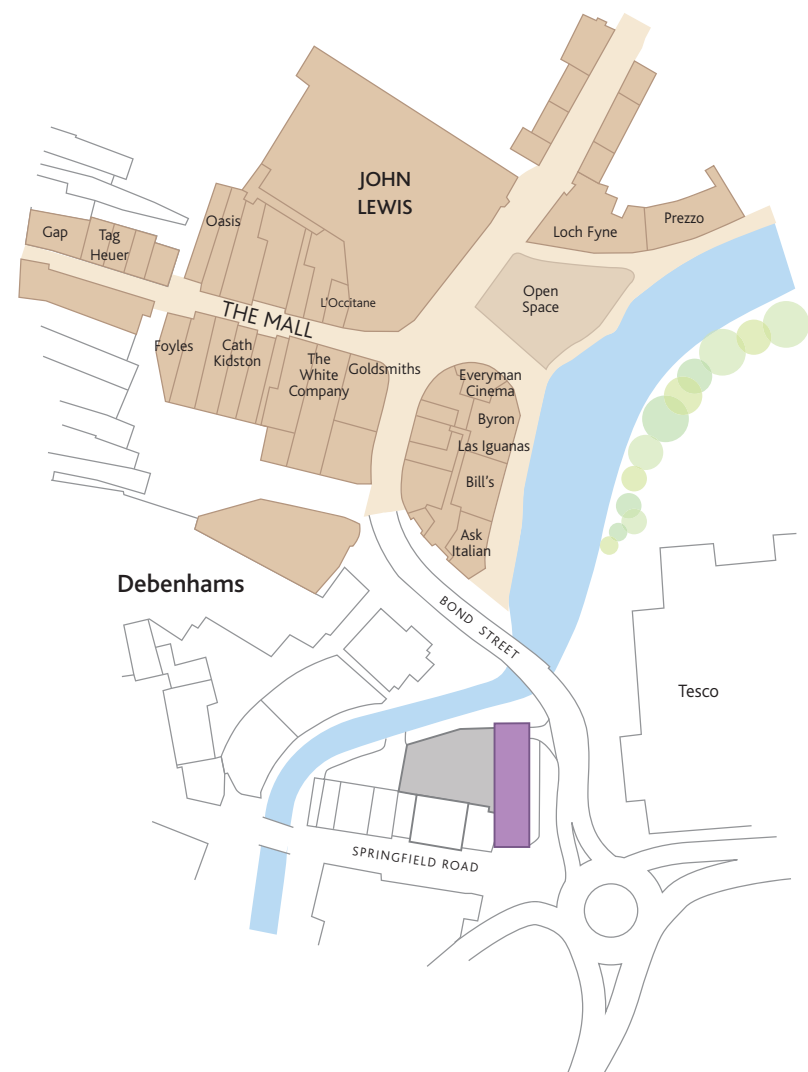 JOHN
LEWIS
Loch Fyne
Prezzo
Oasis
Gap
Tag
Heuer
Open
Space
L'Occitane
THE MALL
Foyles
Cath
Kidston
The
White
Company
Goldsmiths
Everyman
Cinema
Byron
Las Iguanas
Bill's
Ask
Italian
Debenhams
BOND STREET
Tesco
SPRINGFIELD ROAD